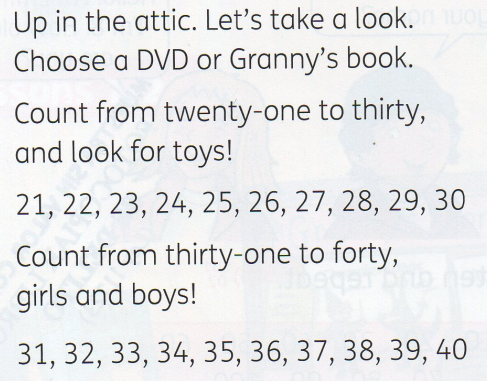 Up in the attic. Let's take a look.
Choose a DVD or Granny's book.
Count from twenty-one to thirty,
and look for toys!
21, 22, 23, 24, 25, 26, 27, 28, 29, 30
Count from thirty-one to forty,
girls and boys!
31, 32, 33, 34, 35, 36, 37, 38, 39, 40